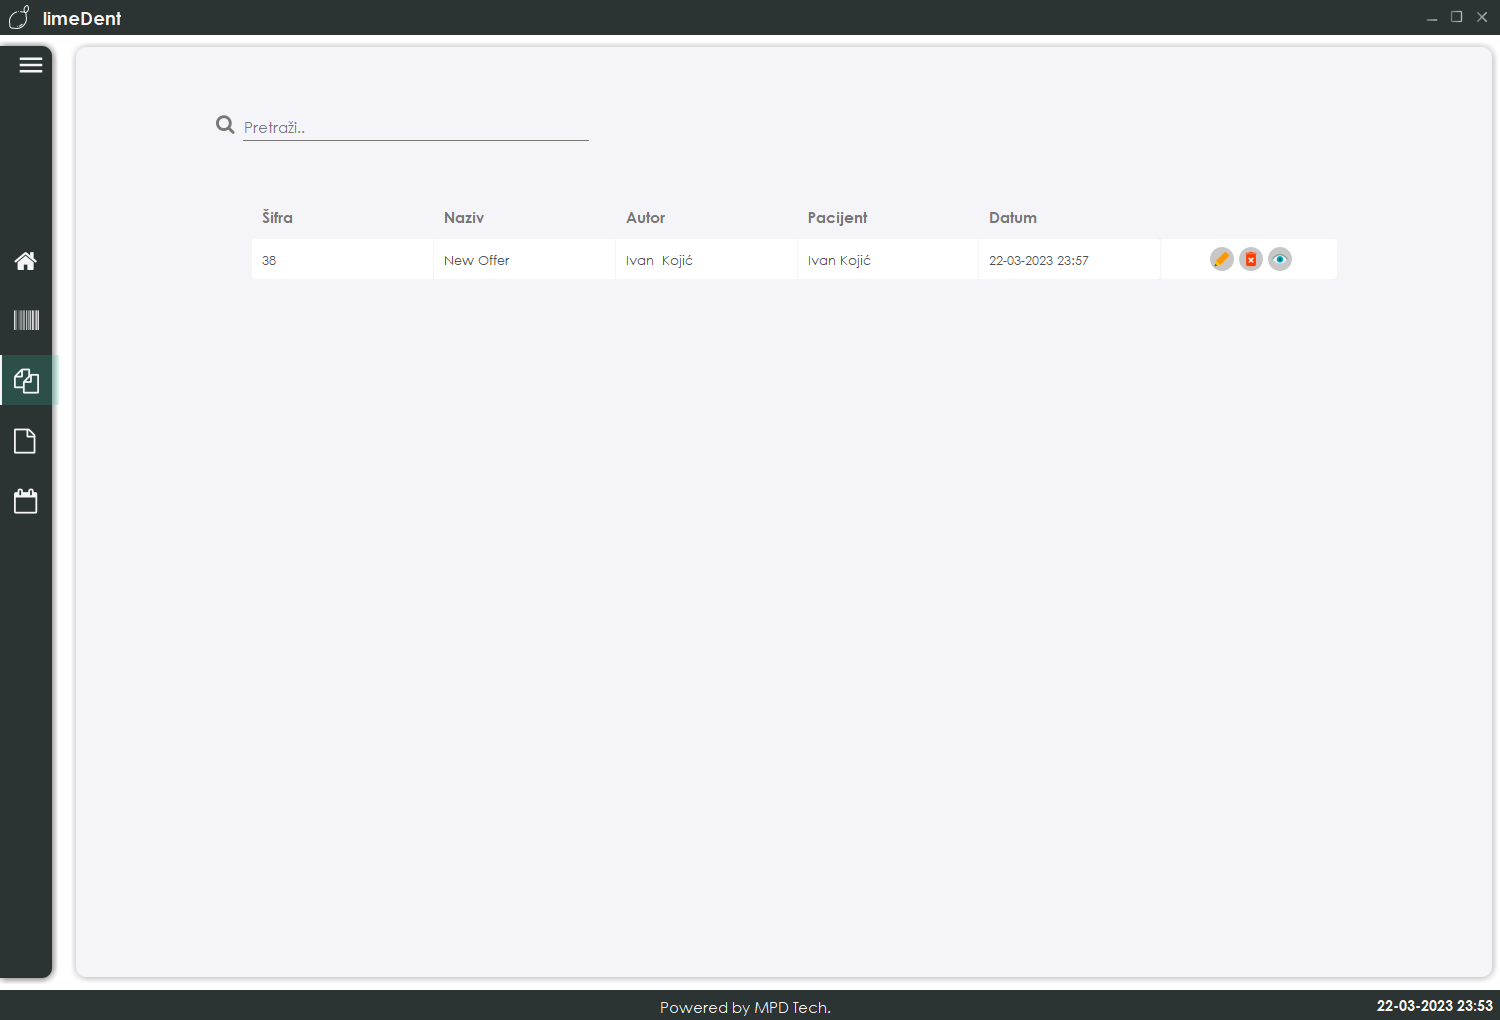 limeDent
Pretraži..
Šifra Naziv Autor Pacijent Datum
38 New Offer Ivan  Kojić Ivan Kojić 22-03-2023 23:57
Powered by MPD Tech.
22-03-2023 23:53